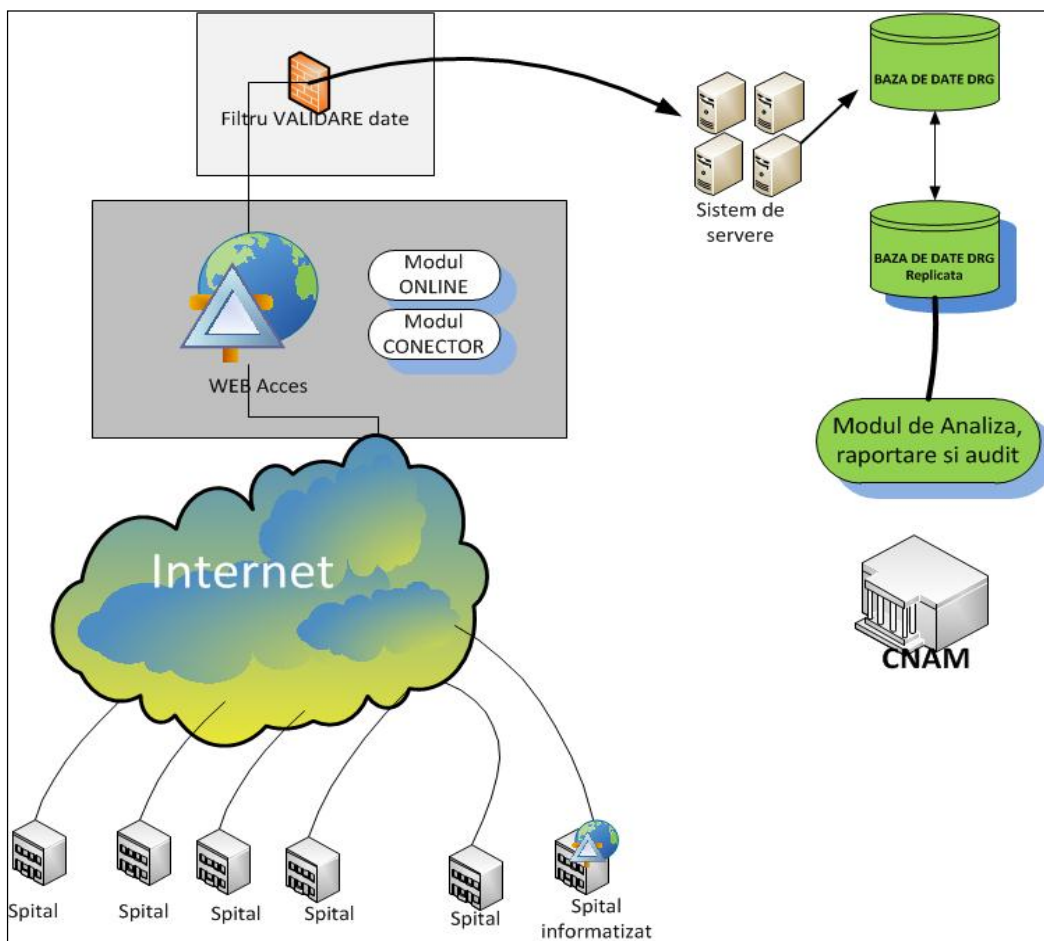 Filtru VALIDARE date
BAZA DE DATE DRG
Sistem de
servere
BAZA DE DATE DRG
Replicata
Modul
ONLINE
Modul
CONECTOR
WEB Acces
Modul de Analiza,
raportare si audit
Internet
CNAM
Spital
Spital
Spital
Spital
Spital
Spital
informatizat